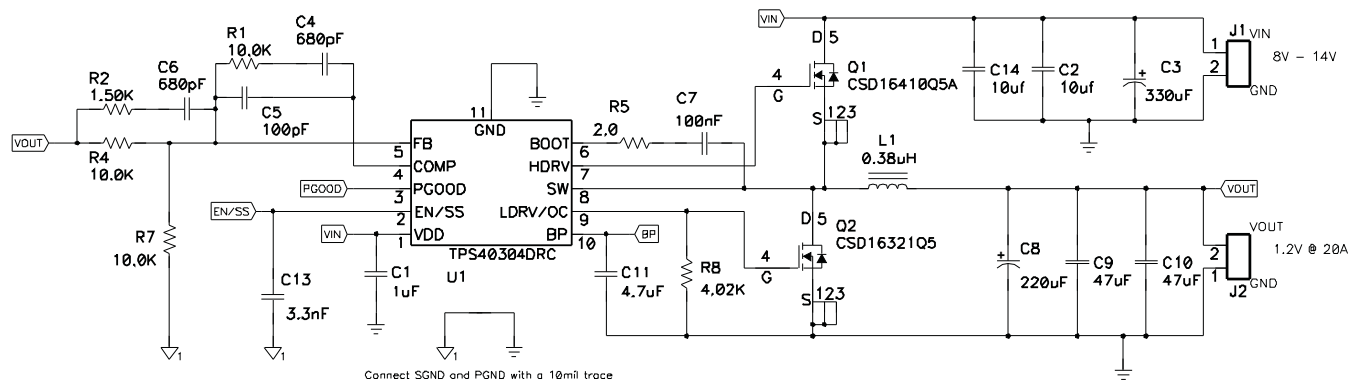 VIN
D 5
4
G
Q1
CSD16410Q5A
S 123
C14
10uf
C2
10uf
C3
330uF
J1
VIN
1
2
GND
8V - 14V
R1
10.0K
C4
680pF
C6
680pF
R2
1.50K
C5
100pF
VOUT
R4
10.0K
R7
10.0K
1
PGOOD
EN/SS
VIN
C13
3.3nF
1
C1
1uF
11
GND
FB
5
COMP
4
PGOOD
3
EN/SS
2
VDD
1
BOOT
6
HDRV
7
SW
8
LDRV/OC
9
BP
10
TPS40304DRC
U1
R5
2.0
C7
100nF
BP
C11
4.7uF
R8
4.02K
L1
0.38uH
D 5
4
G
Q2
CSD16321Q5
S 123
C8
220uF
C9
47uF
C10
47uF
VOUT
VOUT
2
1
GND
J2
1.2V @ 20A
1
Connect SGND and PGND with a 10mil trace